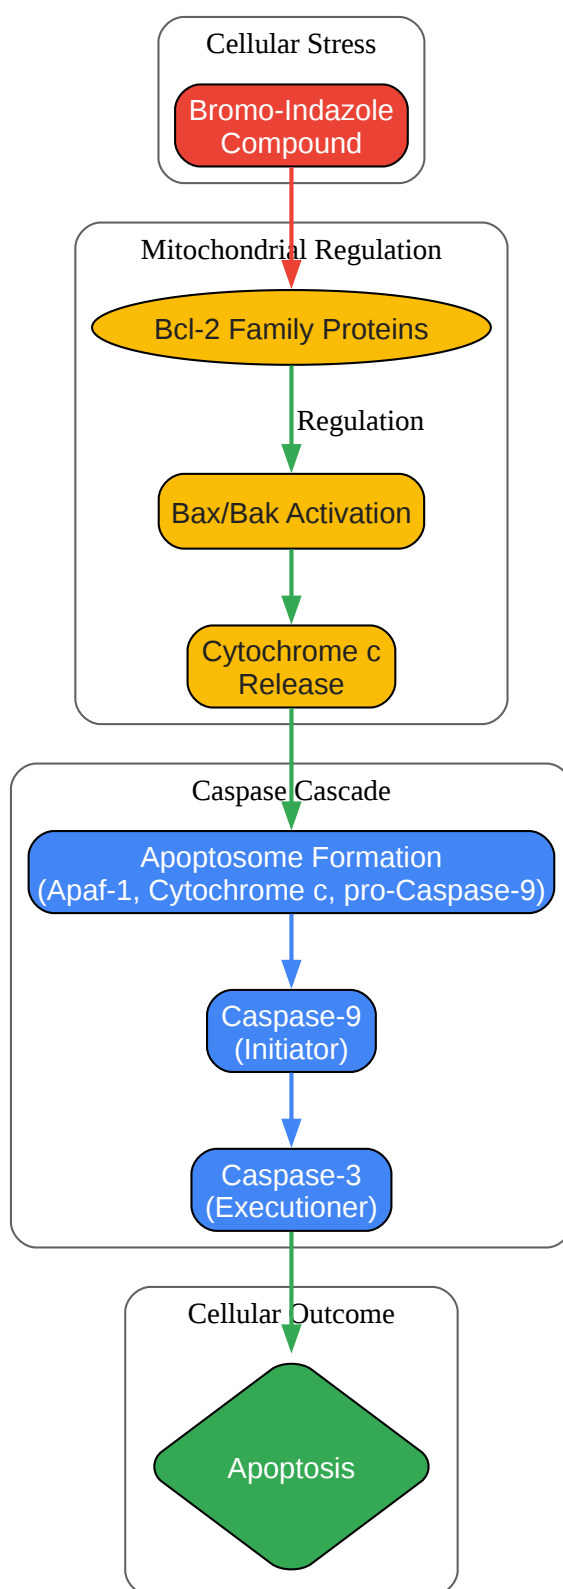 Cellular Stress
Bromo-Indazole
Compound
Mitochondrial Regulation
Bcl-2 Family Proteins
Regulation
Bax/Bak Activation
Cytochrome c
Release
Caspase Cascade
Apoptosome Formation
(Apaf-1, Cytochrome c, pro-Caspase-9)
Caspase-9
(Initiator)
Caspase-3
(Executioner)
Cellular Outcome
Apoptosis